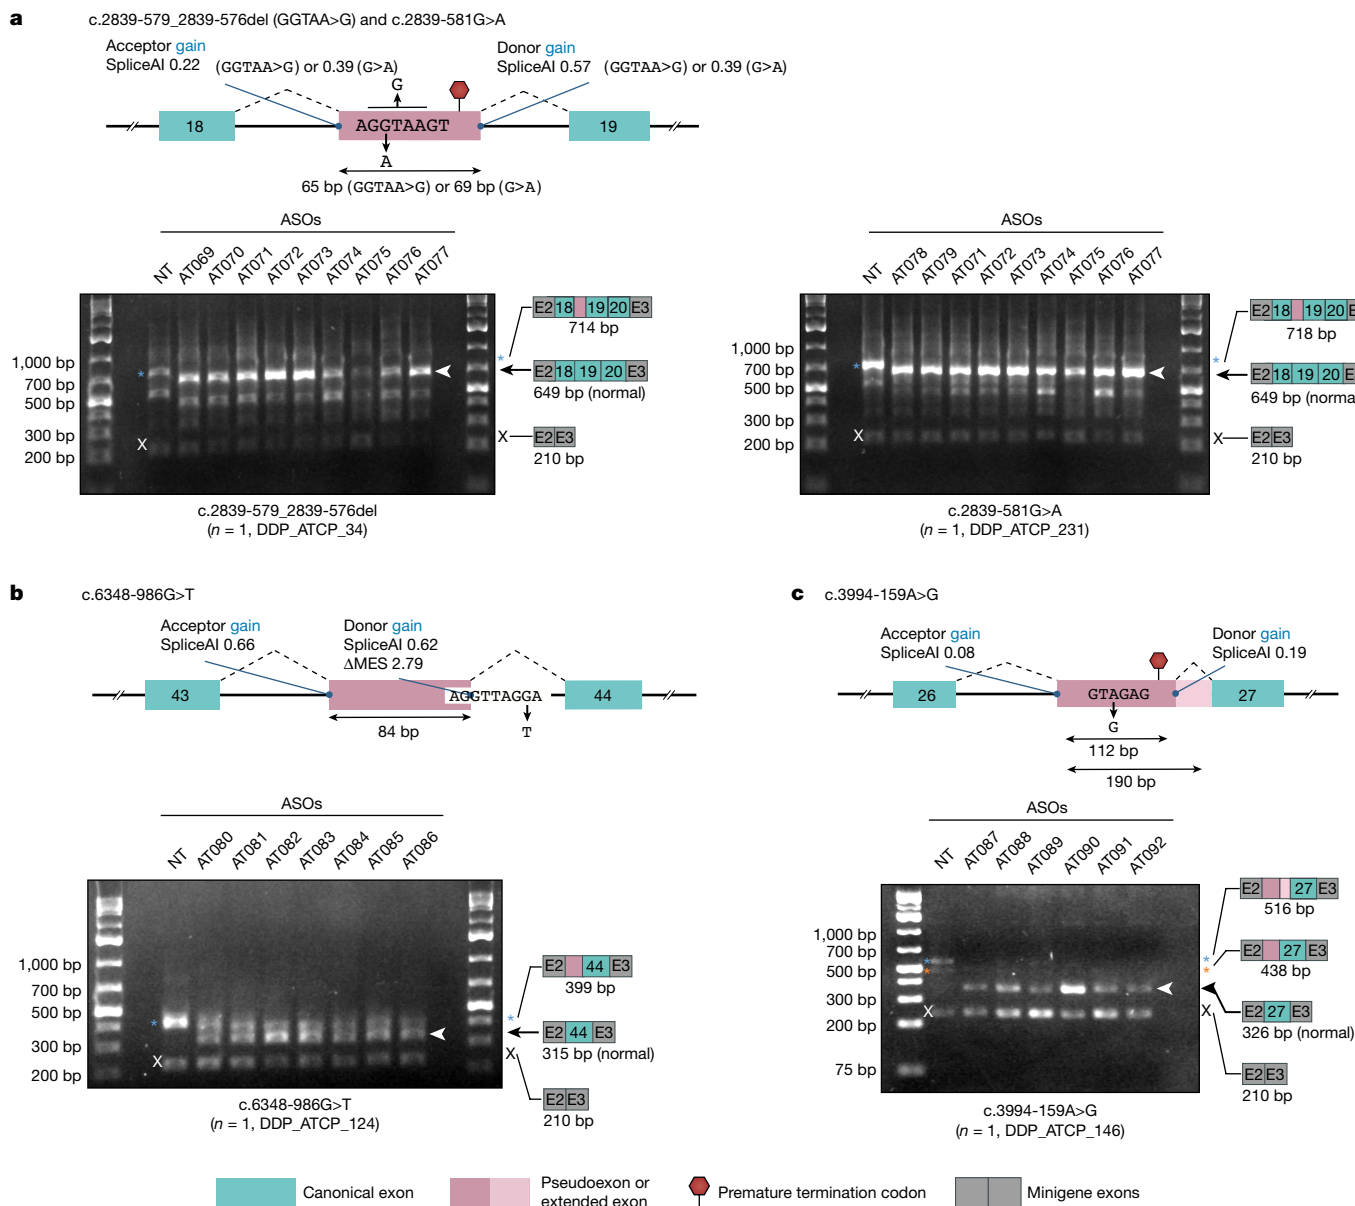 a
c.2839-579_2839-576del (GGTAA>G) and c.2839-581G>A
Acceptor gain
SpliceAI 0.22 (GGTAA>G) or 0.39 (G>A)
Donor gain
SpliceAI 0.57 (GGTAA>G) or 0.39 (G>A)
G
18
AGGTAAGT
19
A
65 bp (GGTAA>G) or 69 bp (G>A)
ASOs
NT AT069 AT070 AT071 AT072 AT073 AT074 AT075 AT076 AT077
1,000 bp
700 bp
500 bp
300 bp
200 bp
*
X
*
E2 18 19 20 E3
714 bp
E2 18 19 20 E3
649 bp (normal)
X
E2 E3
210 bp
c.2839-579_2839-576del
(n = 1, DDP_ATCP_34)
ASOs
NT AT078 AT079 AT071 AT072 AT073 AT074 AT075 AT076 AT077
1,000 bp
700 bp
500 bp
300 bp
200 bp
*
X
*
E2 18 19 20 E
718 bp
E2 18 19 20 E
649 bp (norma
X
E2 E3
210 bp
c.2839-581G>A
(n = 1, DDP_ATCP_231)
b
c.6348-986G>T
Acceptor gain
SpliceAI 0.66
Donor gain
SpliceAI 0.62
ΔMES 2.79
43
AGGTTAGGA
44
84 bp
T
ASOs
NT AT080 AT081 AT082 AT083 AT084 AT085 AT086
1,000 bp
700 bp
500 bp
300 bp
200 bp
*
X
*
E2 44 E3
399 bp
E2 44 E3
315 bp (normal)
X
E2 E3
210 bp
c.6348-986G>T
(n = 1, DDP_ATCP_124)
c
c.3994-159A>G
Acceptor gain
SpliceAI 0.08
Donor gain
SpliceAI 0.19
26
GTAGAG
27
G
112 bp
190 bp
ASOs
NT AT087 AT088 AT089 AT090 AT091 AT092
1,000 bp
700 bp
500 bp
300 bp
200 bp
75 bp
*
*
X
*
*
E2 27 E3
516 bp
E2 27 E3
438 bp
E2 27 E3
326 bp (normal)
X
E2 E3
210 bp
c.3994-159A>G
(n = 1, DDP_ATCP_146)
Canonical exon
Pseudoexon or
extended exon
Premature termination codon
Minigene exons